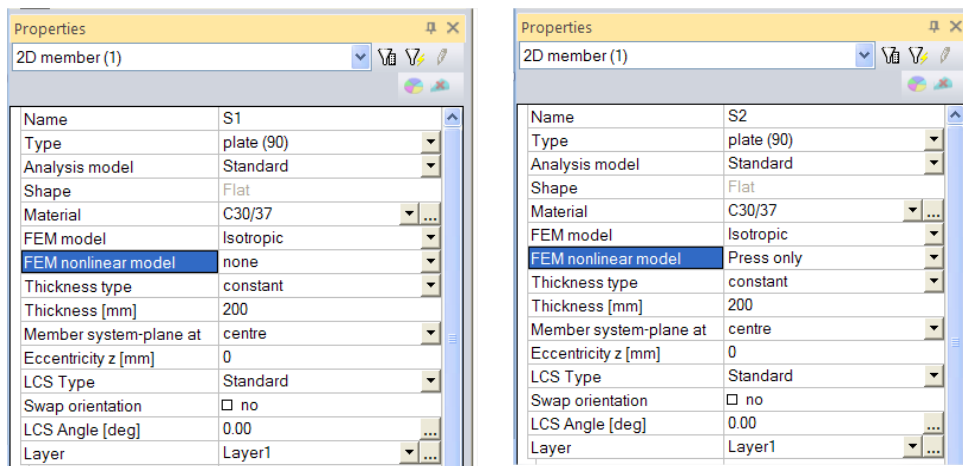 Properties
2D member (1)
Name S1
Type plate (90)
Analysis model Standard
Shape Flat
Material C30/37 ...
FEM model Isotropic
FEM nonlinear model none
Thickness type constant
Thickness [mm] 200
Member system-plane at centre
Eccentricity z [mm] 0
LCS Type Standard
Swap orientation no
LCS Angle [deg] 0.00 ...
Layer Layer1 ...
Properties
2D member (1)
Name S2
Type plate (90)
Analysis model Standard
Shape Flat
Material C30/37 ...
FEM model Isotropic
FEM nonlinear model Press only
Thickness type constant
Thickness [mm] 200
Member system-plane at centre
Eccentricity z [mm] 0
LCS Type Standard
Swap orientation no
LCS Angle [deg] 0.00 ...
Layer Layer1 ...